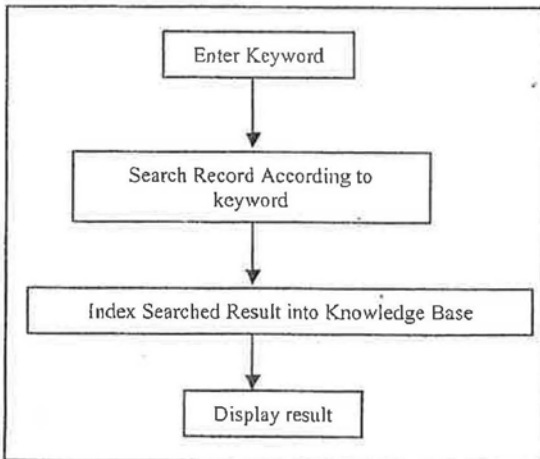 Enter Keyword
Search Record According to
keyword
Index Searched Result into Knowledge Base
Display result